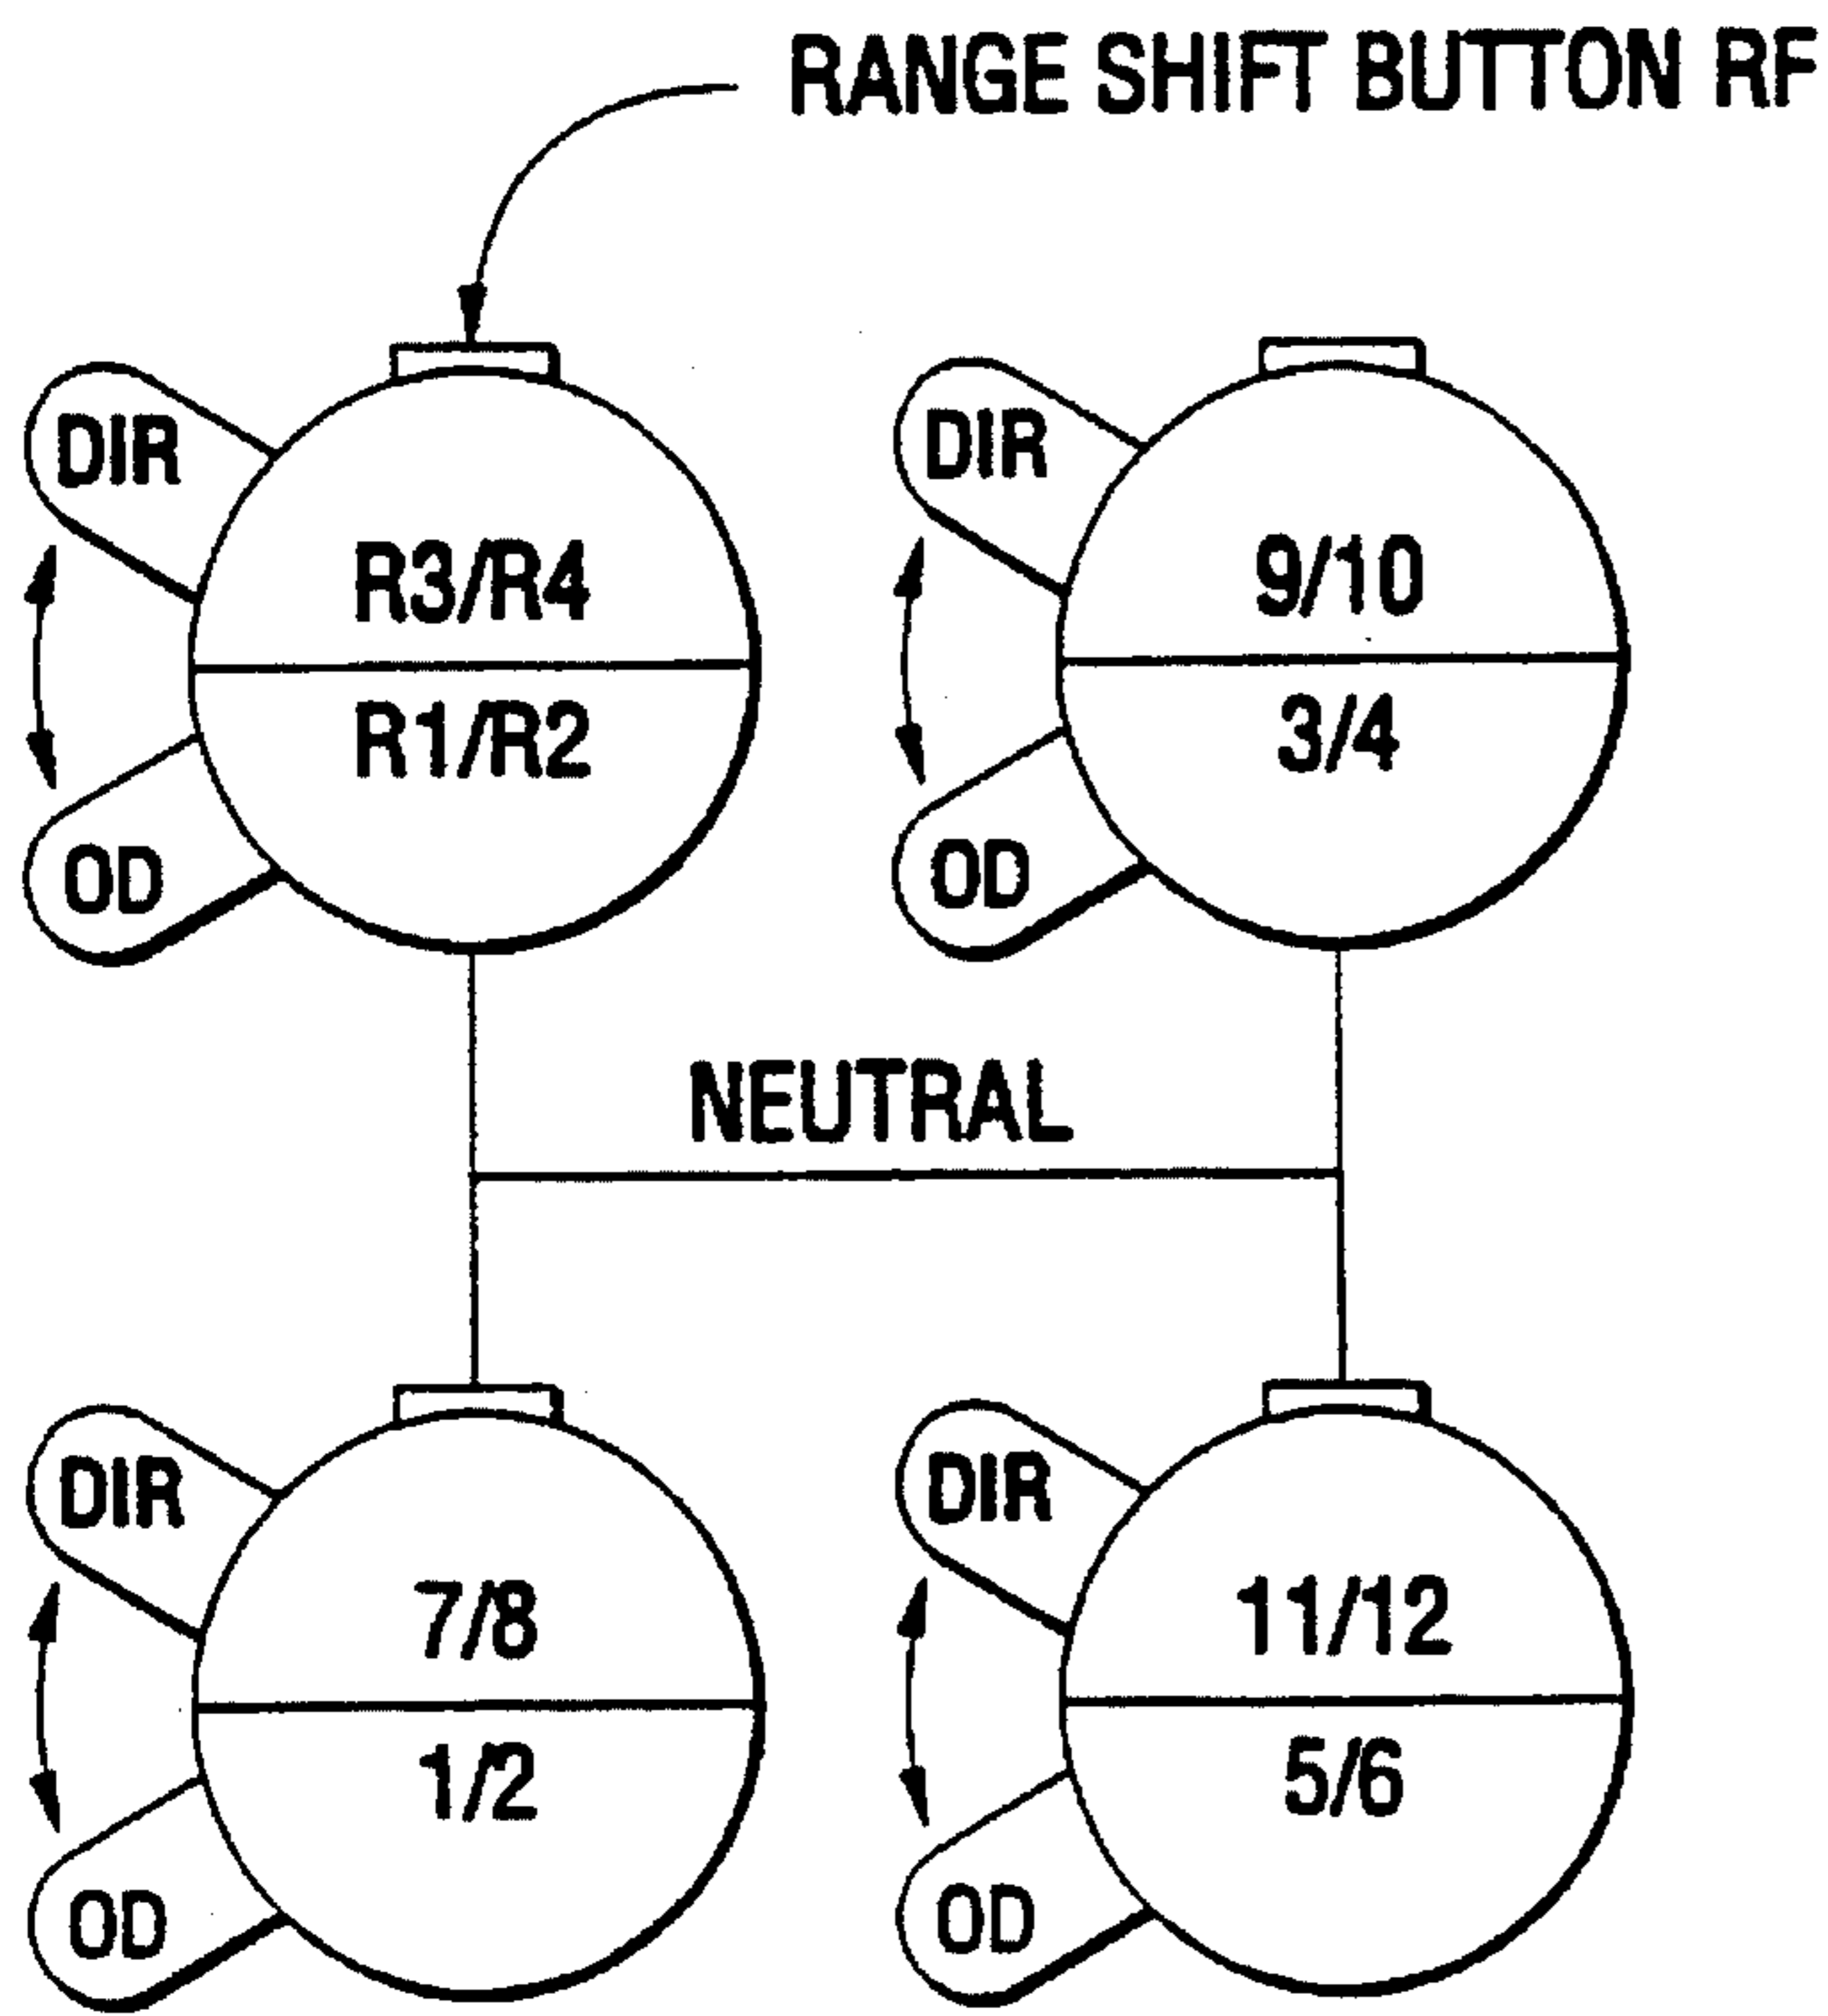 RANGE SHIFT BUTTON RF
DIR
R3/R4
R1/R2
OD
DIR
9/10
3/4
OD
NEUTRAL
DIR
7/8
1/2
OD
DIR
11/12
5/6
OD